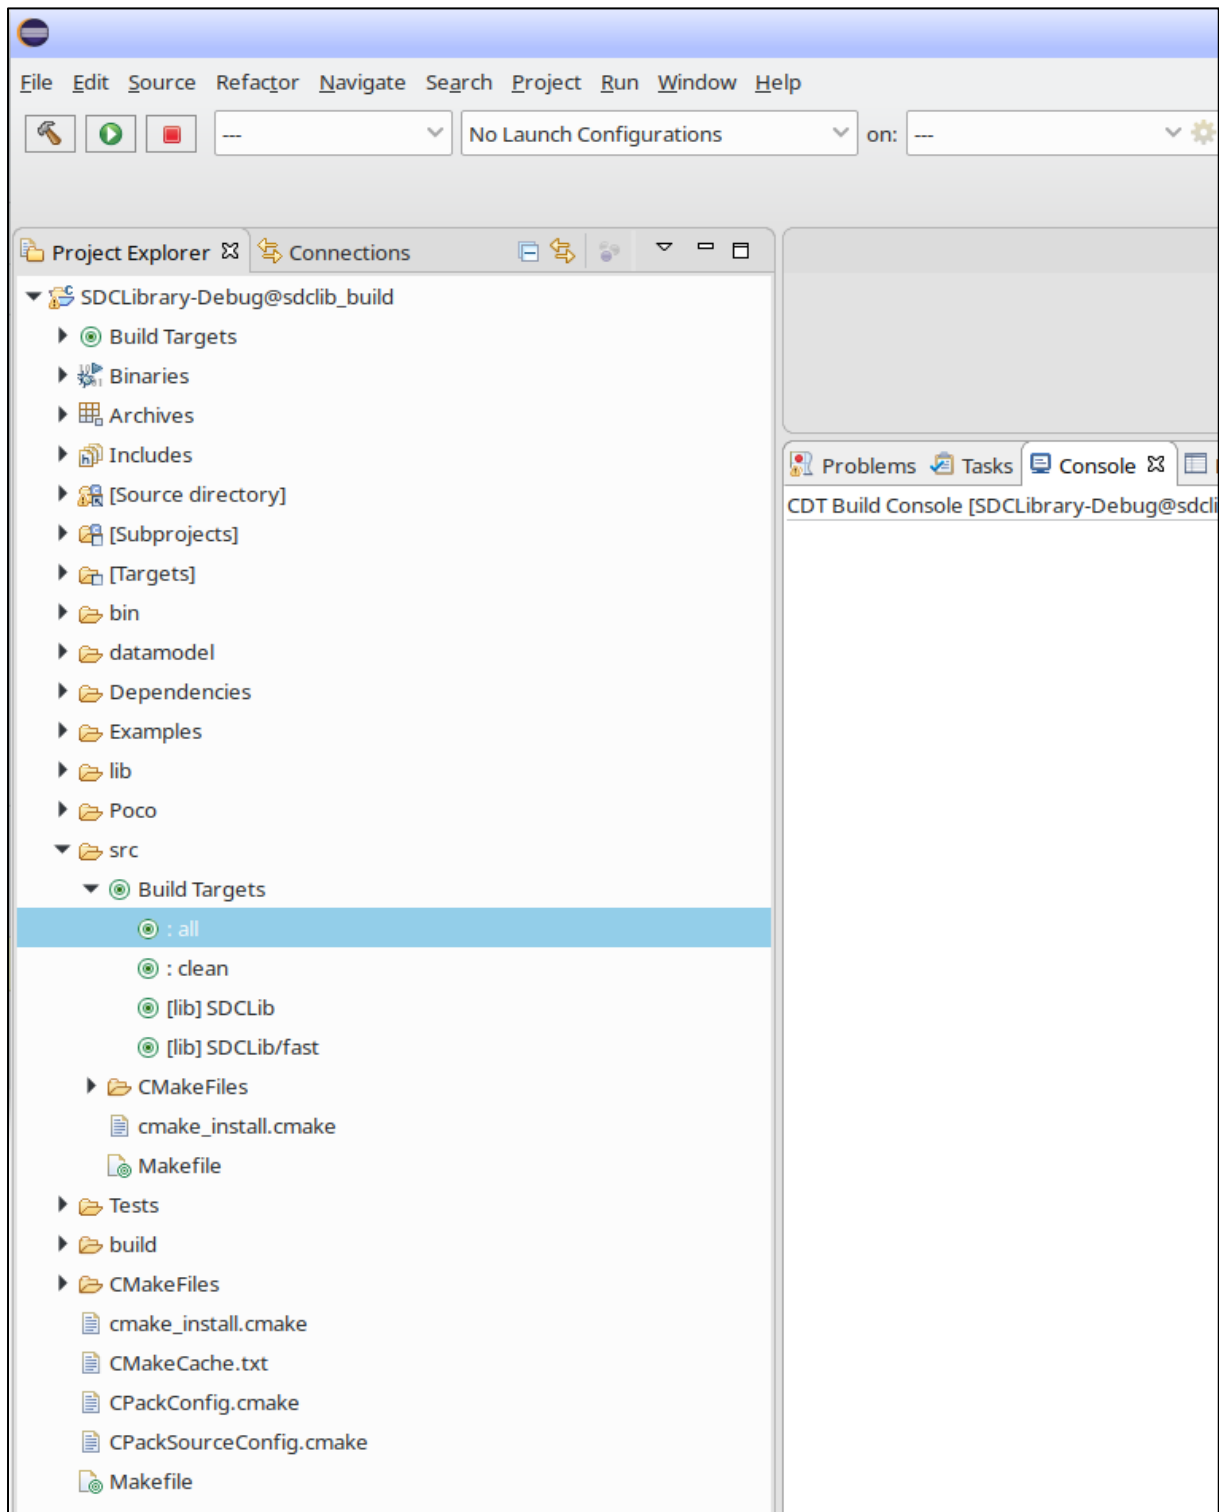 File Edit Source Refactor Navigate Search Project Run Window Help
--- No Launch Configurations on: ---
Project Explorer Connections
SDCLibrary-Debug@sdclib_build
Build Targets
Binaries
Archives
Includes
[Source directory]
[Subprojects]
[Targets]
bin
datamodel
Dependencies
Examples
lib
Poco
src
Build Targets
: all
: clean
[lib] SDCLib
[lib] SDCLib/fast
CMakeFiles
cmake_install.cmake
Makefile
Tests
build
CMakeFiles
cmake_install.cmake
CMakeCache.txt
CPackConfig.cmake
CPackSourceConfig.cmake
Makefile
Problems Tasks Console
CDT Build Console [SDCLibrary-Debug@sdcli